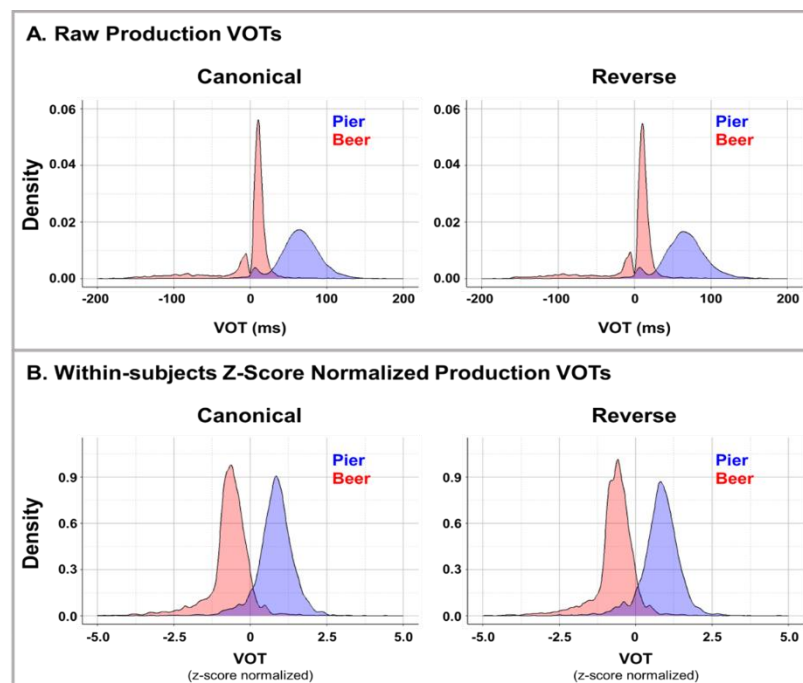 A. Raw Production VOTs
Canonical
Reverse
Density
0.06
0.04
0.02
0.00
Pier
Beer
-200
-100
0
100
200
VOT (ms)
0.06
0.04
0.02
0.00
Pier
Beer
-200
-100
0
100
200
VOT (ms)
B. Within-subjects Z-Score Normalized Production VOTs
Canonical
Reverse
Density
0.9
0.6
0.3
0.0
Pier
Beer
-5.0
-2.5
0
2.5
5.0
VOT
(z-score normalized)
0.9
0.6
0.3
0.0
Pier
Beer
-5.0
-2.5
0
2.5
5.0
VOT
(z-score normalized)